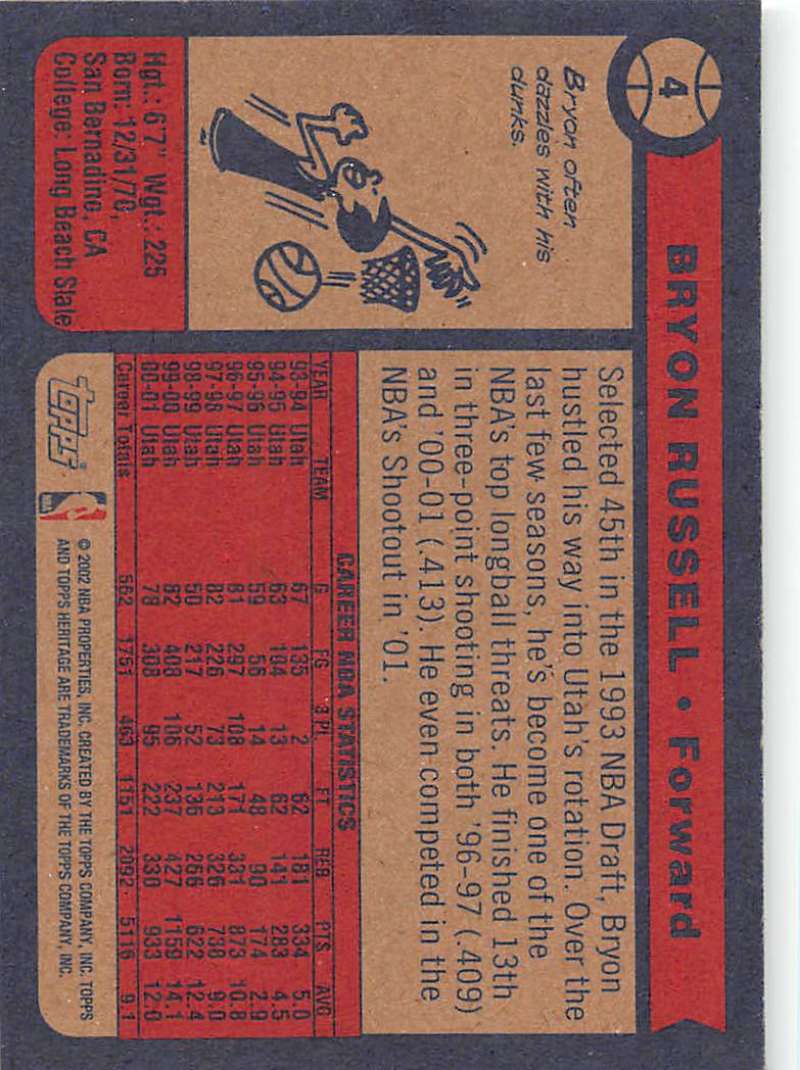 4
BRYON RUSSELL • Forward
Bryon often
dazzles with his
dunks.
Hgt.: 6'7" Wgt.: 225
Born: 12/31/70,
San Bernadino, CA
College: Long Beach State
Selected 45th in the 1993 NBA Draft, Bryon
hustled his way into Utah's rotation. Over the
last few seasons, he's become one of the
NBA's top longball threats. He finished 13th
in three-point shooting in both '96-97 (.409)
and '00-01 (.413). He even competed in the
NBA's Shootout in '01.
CAREER NBA STATISTICS
YEAR TEAM G FG 3 Pt. FT REB PTS AVG
93-94 Utah 67 135 2 62 181 334 5.0
94-95 Utah 63 104 13 62 141 283 4.5
95-96 Utah 59 56 14 48 90 174 2.9
96-97 Utah 81 297 108 171 331 873 10.8
97-98 Utah 82 226 73 213 326 738 9.0
98-99 Utah 50 217 52 136 266 622 12.4
99-00 Utah 82 408 106 237 427 1159 14.1
00-01 Utah 78 308 95 222 330 933 12.0
Career Totals 562 1751 463 1151 2092 5116 9.1
topps®
© 2002 NBA PROPERTIES, INC. CREATED BY THE TOPPS COMPANY, INC. TOPPS
AND TOPPS HERITAGE ARE TRADEMARKS OF THE TOPPS COMPANY, INC.